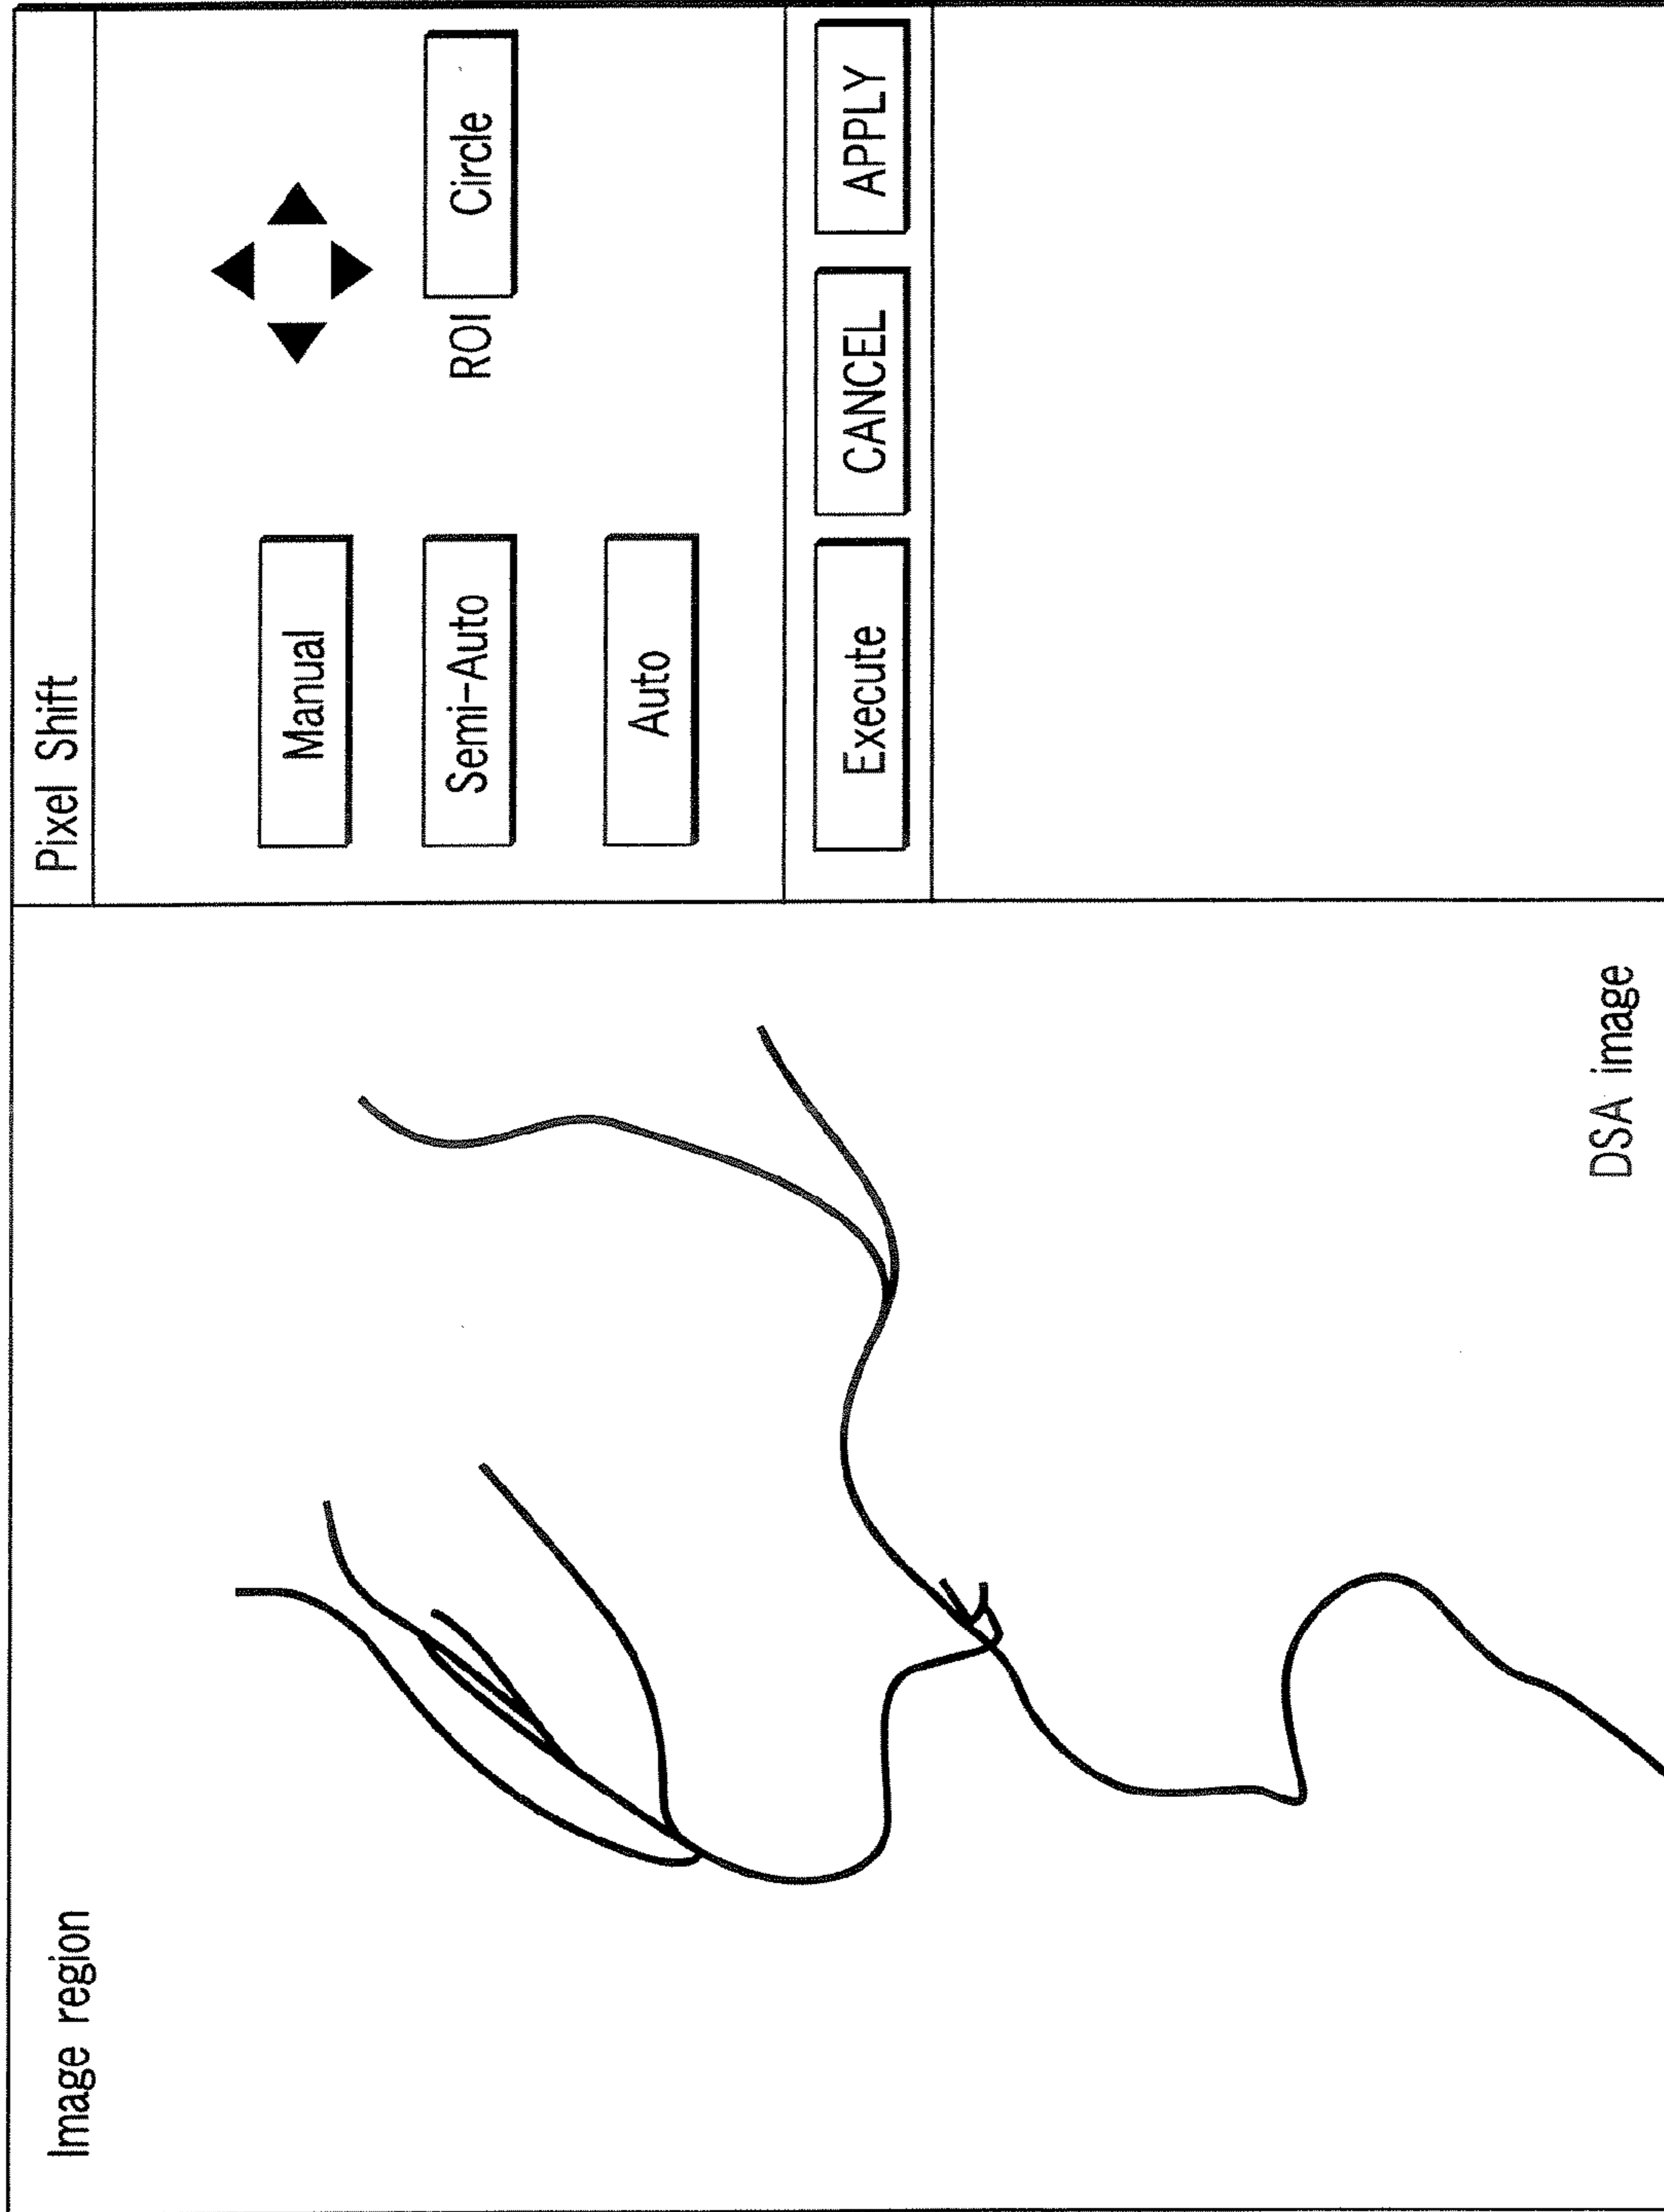 Image region
DSA image
Pixel Shift
Manual
Semi-Auto
ROI Circle
Auto
Execute CANCEL APPLY